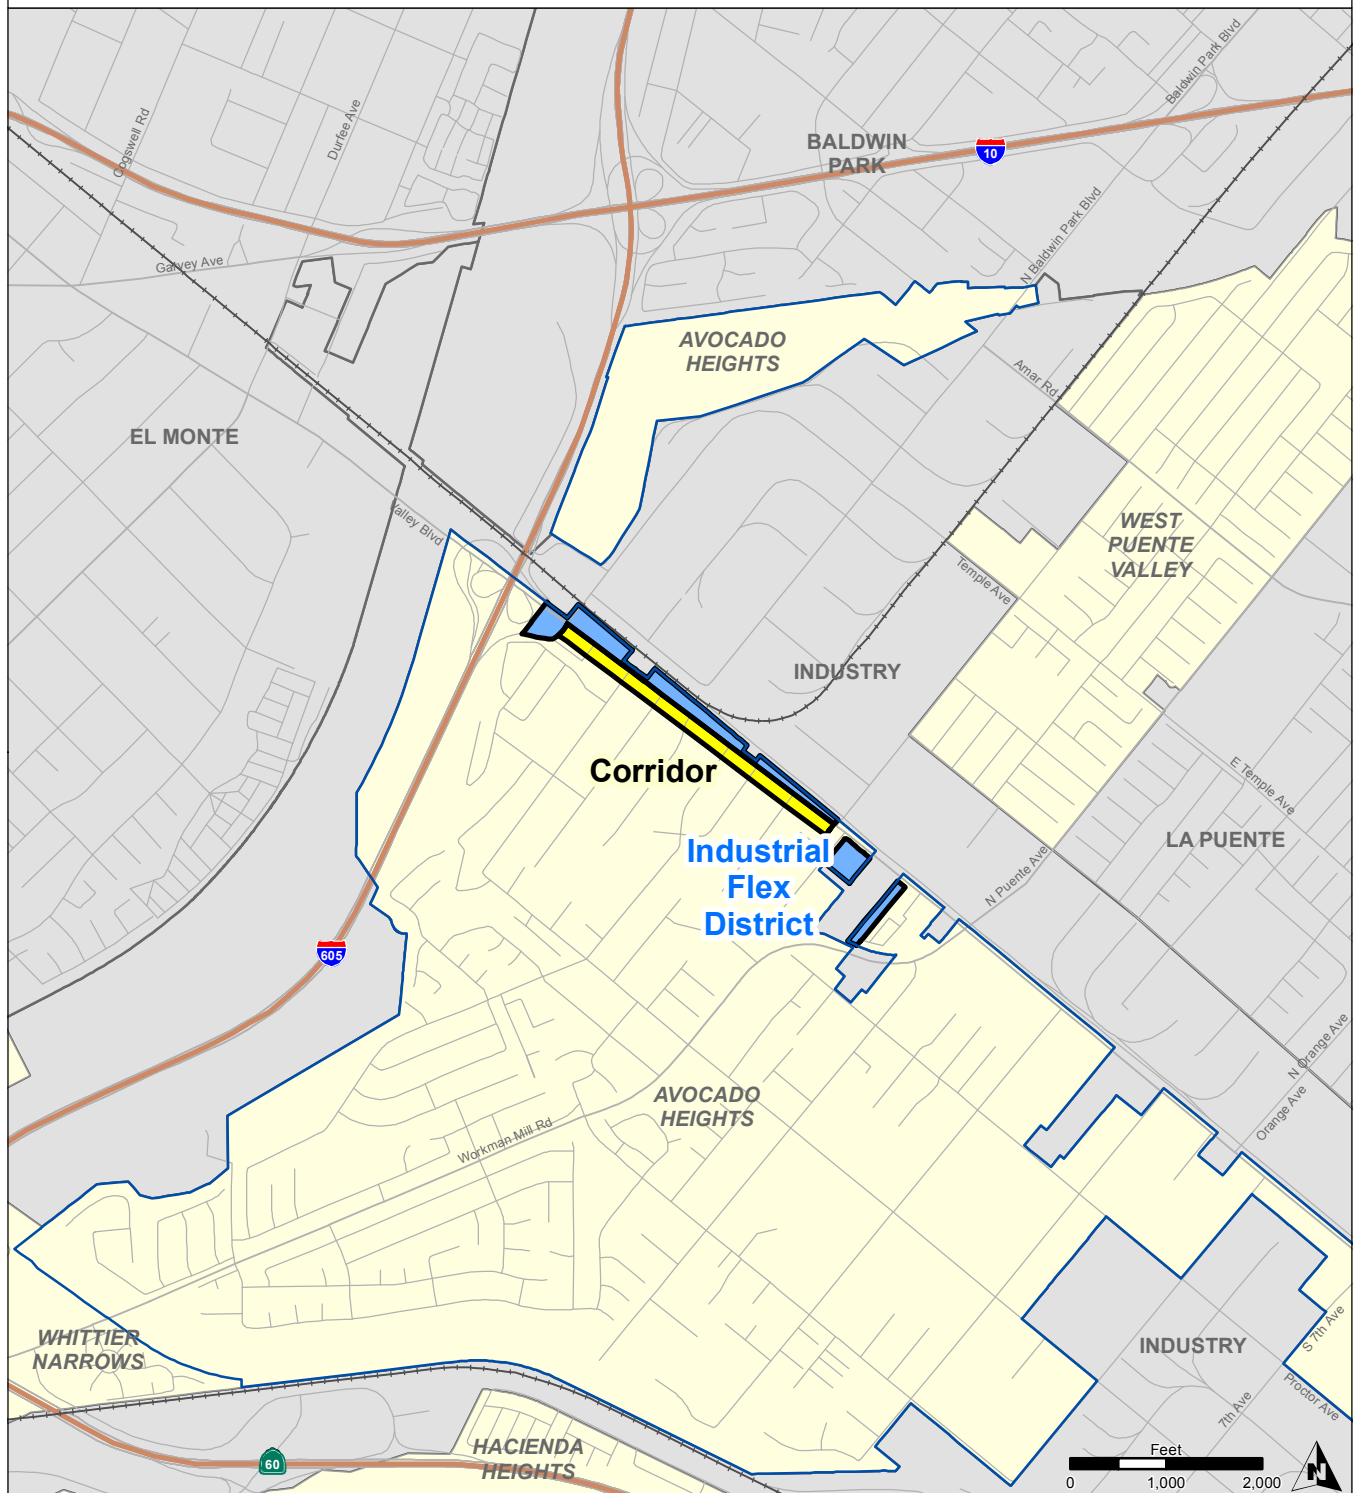 Baldwin Park Blvd
Cogswell Rd
Durfee Ave
BALDWIN
PARK
10
N Baldwin Park Blvd
Garvey Ave
AVOCADO
HEIGHTS
Amar Rd
EL MONTE
Valley Blvd
WEST
PUENTE
VALLEY
Temple Ave
INDUSTRY
Corridor
E Temple Ave
LA PUENTE
Industrial
Flex
District
N Puente Ave
605
N Orange Ave
AVOCADO
HEIGHTS
Orange Ave
Workman Mill Rd
WHITTIER
NARROWS
INDUSTRY
S 7th Ave
Proctor Ave
7th Ave
HACIENDA
HEIGHTS
60
Feet
0 1,000 2,000
N